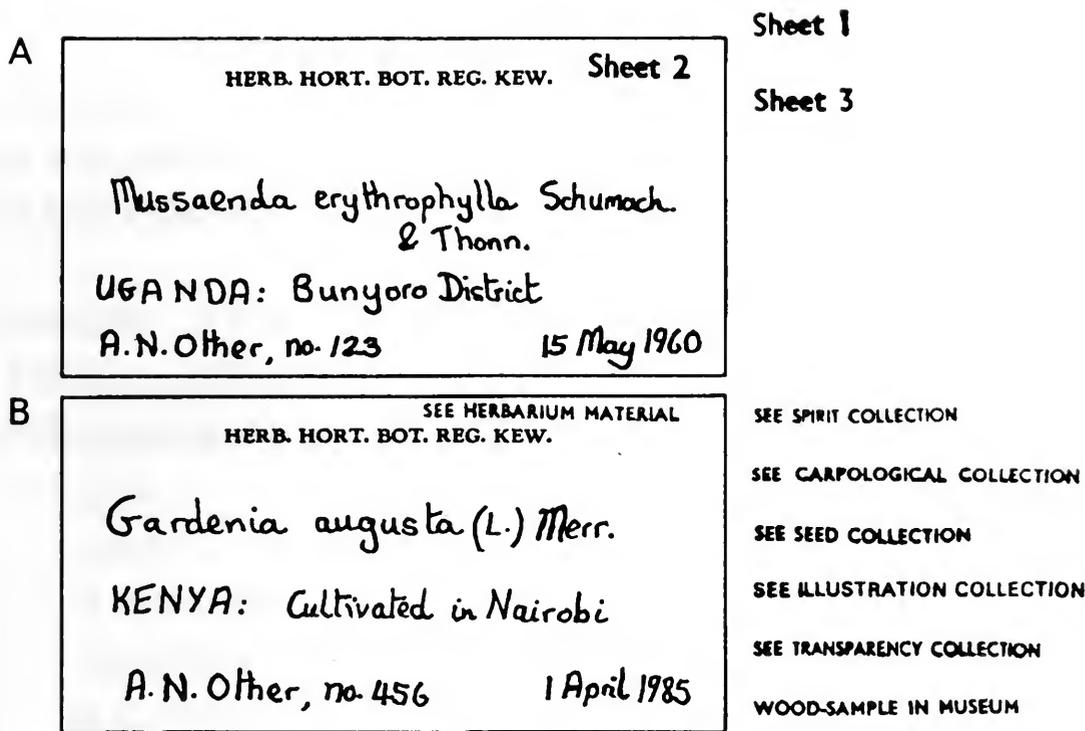 Sheet 1
A
HERB. HORT. BOT. REG. KEW. Sheet 2
Sheet 3
Mussaenda erythrophylla Schumach.
& Thonn.
UGANDA: Bunyoro District
A.N. Other, no. 123 15 May 1960
B
SEE HERBARIUM MATERIAL
HERB. HORT. BOT. REG. KEW.
Gardenia augusta (L.) Merr.
KENYA: Cultivated in Nairobi
A.N. Other, no. 456 1 April 1985
SEE SPIRIT COLLECTION
SEE CARPOLOGICAL COLLECTION
SEE SEED COLLECTION
SEE ILLUSTRATION COLLECTION
SEE TRANSPARENCY COLLECTION
WOOD-SAMPLE IN MUSEUM